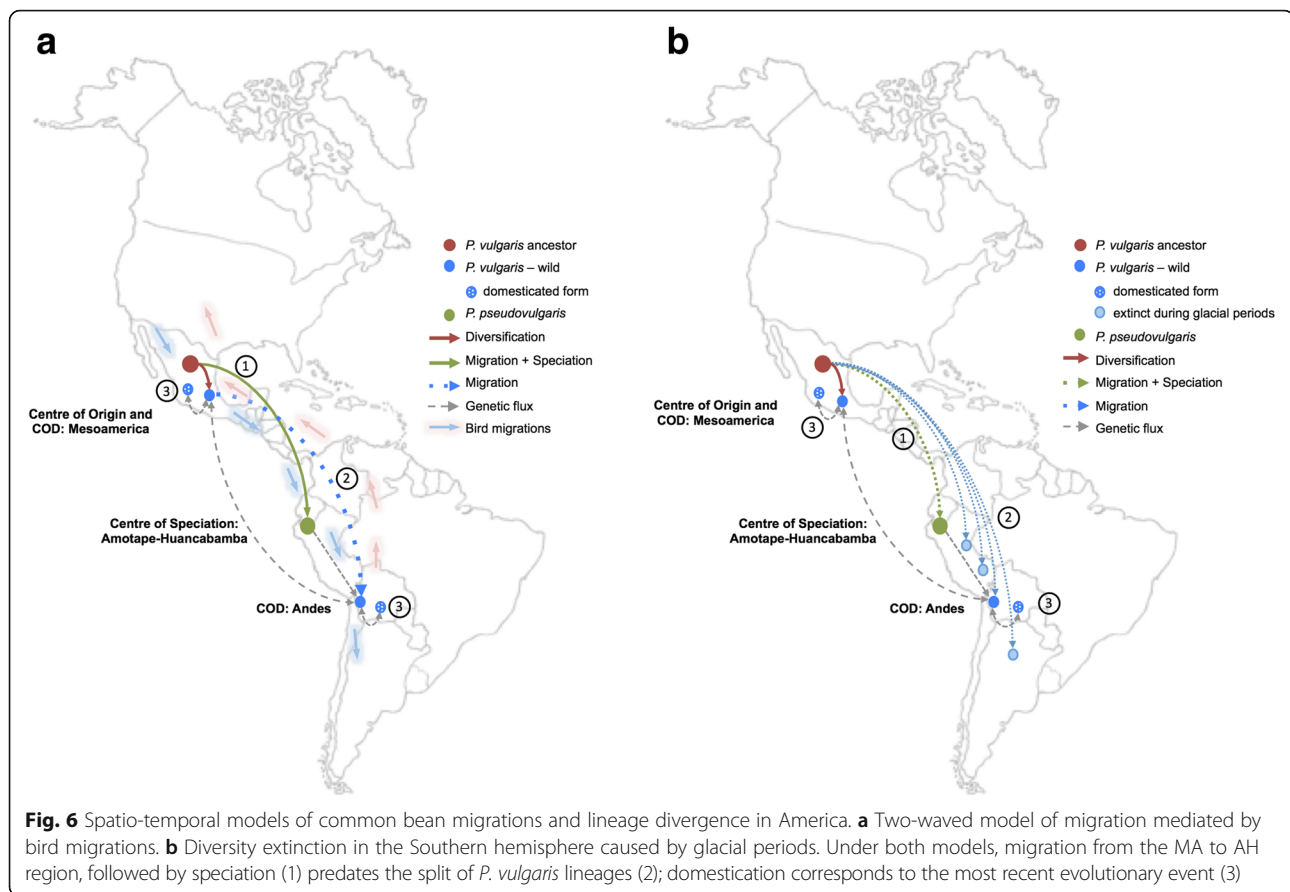 a
P. vulgaris ancestor
P. vulgaris – wild
domesticated form
P. pseudovulgaris
Diversification
Migration + Speciation
Migration
Genetic flux
Bird migrations
1
3
Centre of Origin and
COD: Mesoamerica
2
Centre of Speciation:
Amotape-Huancabamba
COD: Andes
3
b
P. vulgaris ancestor
P. vulgaris – wild
domesticated form
extinct during glacial periods
P. pseudovulgaris
Diversification
Migration + Speciation
Migration
Genetic flux
Centre of Origin and
COD: Mesoamerica
3
1
2
Centre of Speciation:
Amotape-Huancabamba
COD: Andes
3
Fig. 6 Spatio-temporal models of common bean migrations and lineage divergence in America. a Two-waved model of migration mediated by
bird migrations. b Diversity extinction in the Southern hemisphere caused by glacial periods. Under both models, migration from the MA to AH
region, followed by speciation (1) predates the split of P. vulgaris lineages (2); domestication corresponds to the most recent evolutionary event (3)